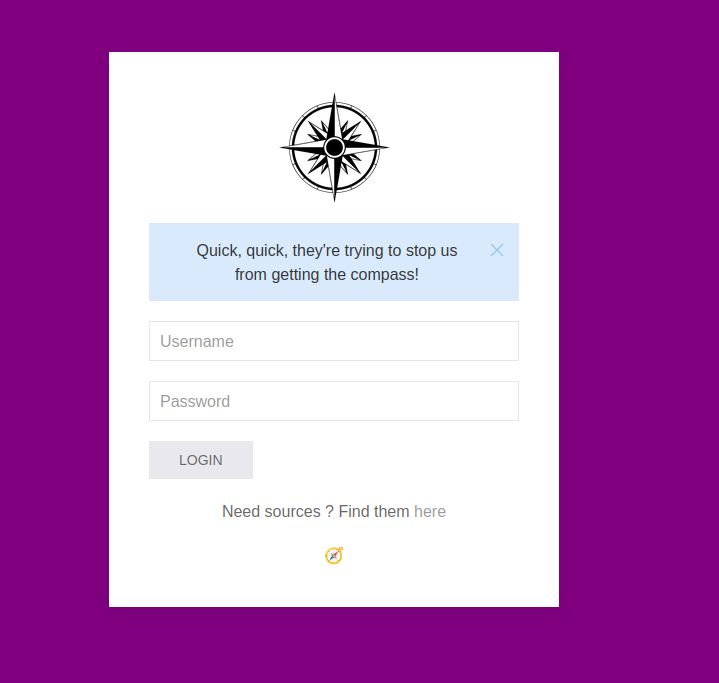 Quick, quick, they're trying to stop us
from getting the compass!
Username
Password
LOGIN
Need sources ? Find them here